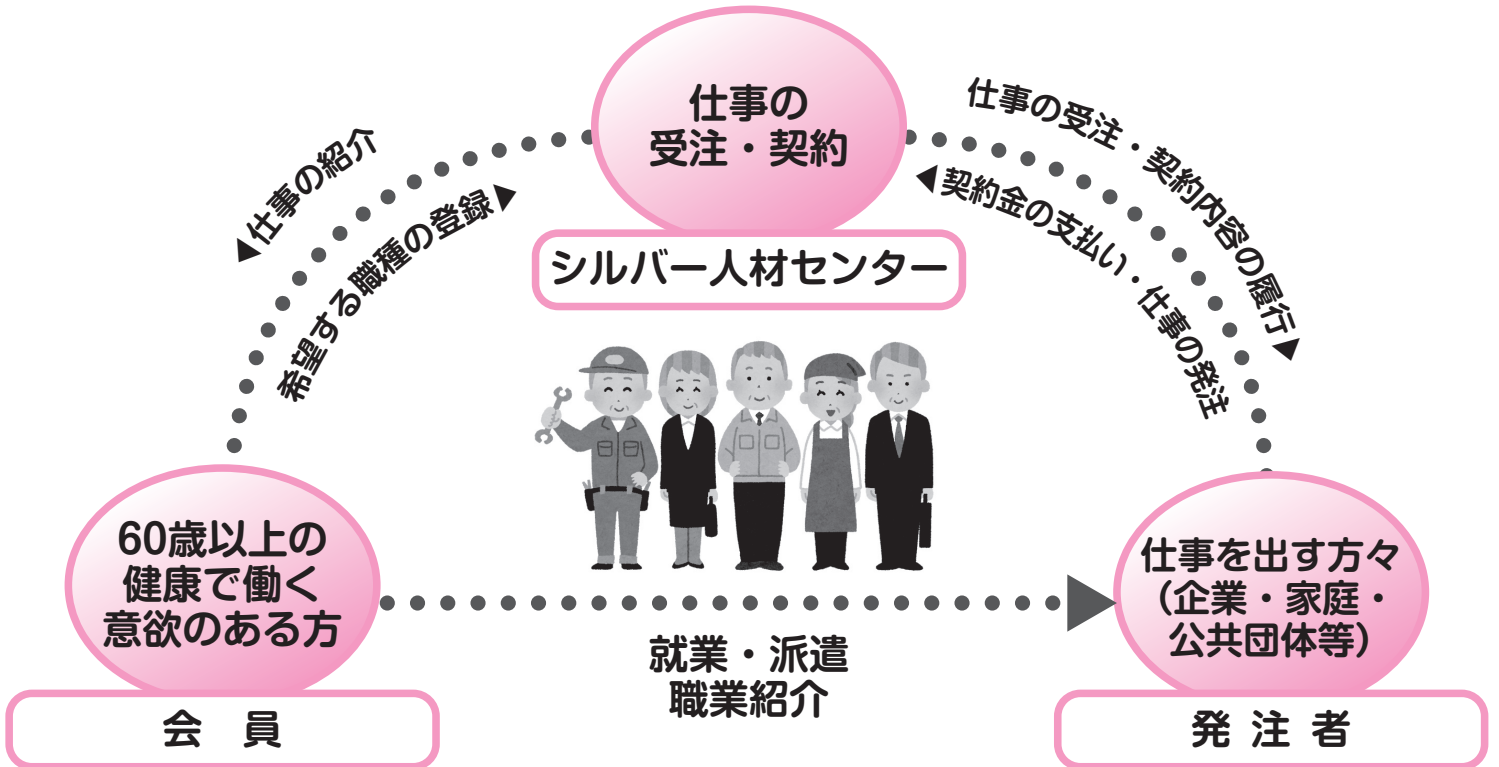 仕事の
受注・契約
シルバー人材センター
◀仕事の紹介
希望する職種の登録▶
仕事の受注・契約内容の履行▶
◀契約金の支払い・仕事の発注
60歳以上の
健康で働く
意欲のある方
会　員
就業・派遣
職業紹介
仕事を出す方々
（企業・家庭・
公共団体等）
発 注 者